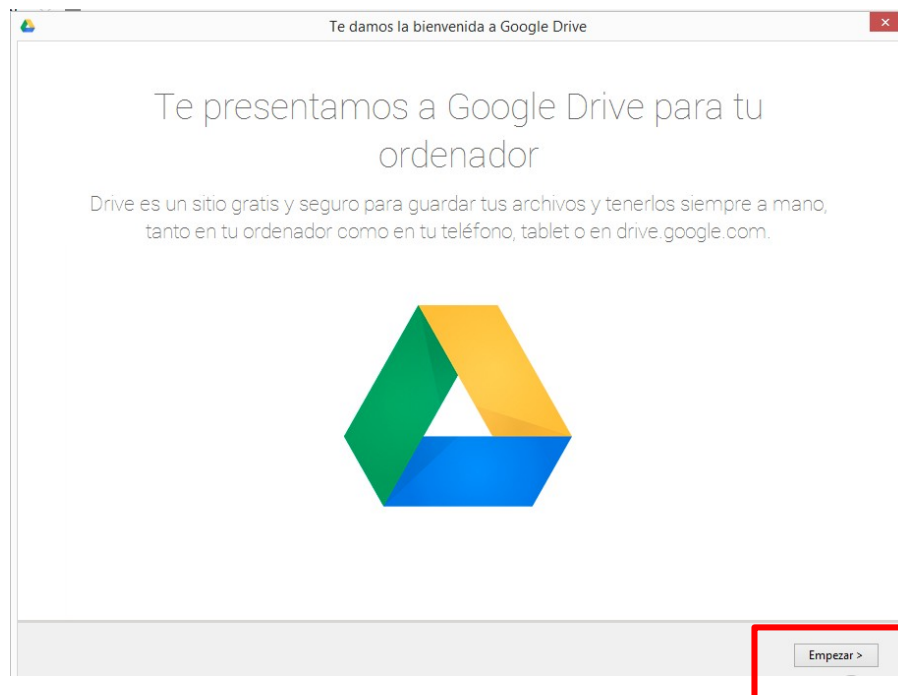 Te damos la bienvenida a Google Drive
Te presentamos a Google Drive para tu
ordenador
Drive es un sitio gratis y seguro para guardar tus archivos y tenerlos siempre a mano,
tanto en tu ordenador como en tu teléfono, tablet o en drive.google.com.
Empezar >